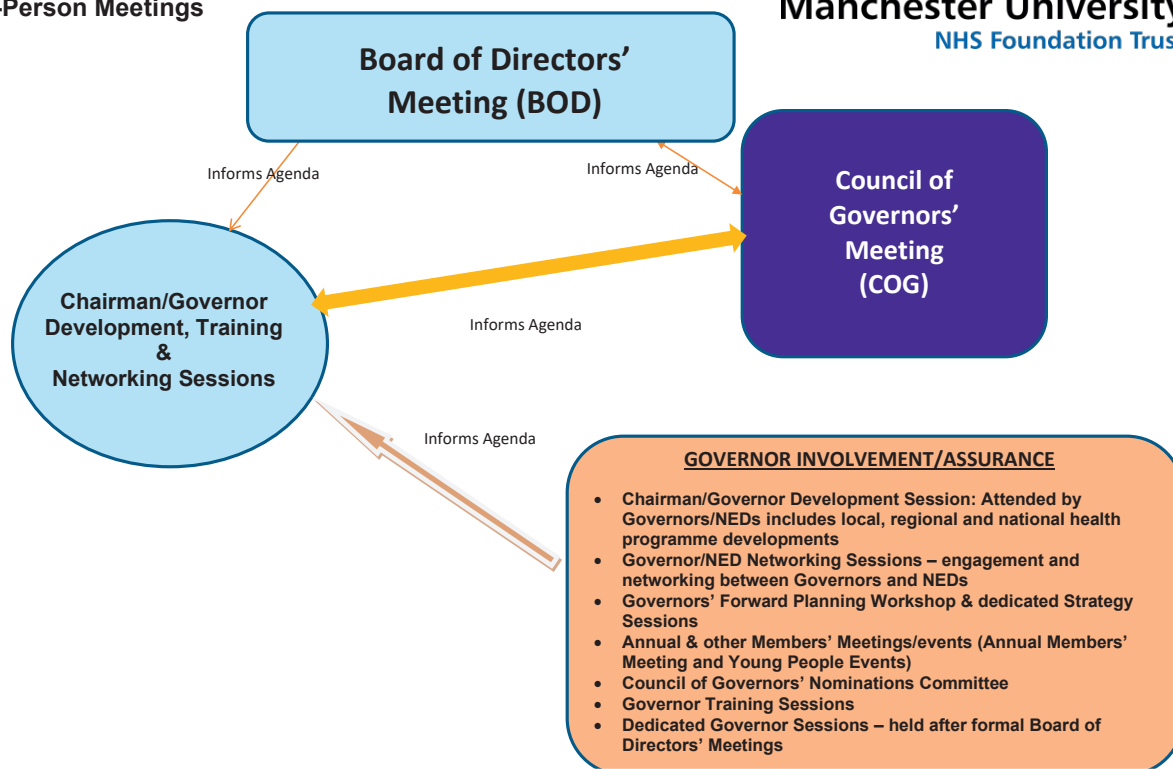 -Person Meetings
Manchester University
NHS Foundation Trus
Board of Directors’
Meeting (BOD)
Informs Agenda
Informs Agenda
Council of
Governors’
Meeting
(COG)
Chairman/Governor
Development, Training
&
Networking Sessions
Informs Agenda
Informs Agenda
GOVERNOR INVOLVEMENT/ASSURANCE
• Chairman/Governor Development Session: Attended by
Governors/NEDs includes local, regional and national health
programme developments
• Governor/NED Networking Sessions – engagement and
networking between Governors and NEDs
• Governors’ Forward Planning Workshop & dedicated Strategy
Sessions
• Annual & other Members’ Meetings/events (Annual Members’
Meeting and Young People Events)
• Council of Governors’ Nominations Committee
• Governor Training Sessions
• Dedicated Governor Sessions – held after formal Board of
Directors’ Meetings